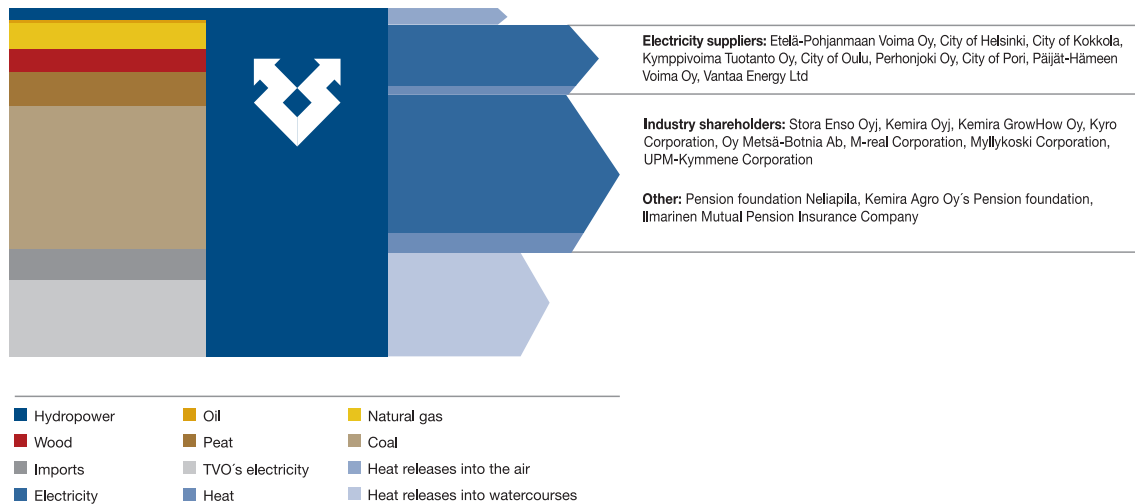 Electricity suppliers: Etelä-Pohjanmaan Voima Oy, City of Helsinki, City of Kokkola,
Kymppivoima Tuotanto Oy, City of Oulu, Perhonjoki Oy, City of Pori, Päijät-Hämeen
Voima Oy, Vantaa Energy Ltd
Industry shareholders: Stora Enso Oyj, Kemira Oyj, Kemira GrowHow Oy, Kyro
Corporation, Oy Metsä-Botnia Ab, M-real Corporation, Myllykoski Corporation,
UPM-Kymmene Corporation
Other: Pension foundation Neliapila, Kemira Agro Oy´s Pension foundation,
Ilmarinen Mutual Pension Insurance Company
Hydropower Oil Natural gas
Wood Peat Coal
Imports TVO´s electricity Heat releases into the air
Electricity Heat Heat releases into watercourses